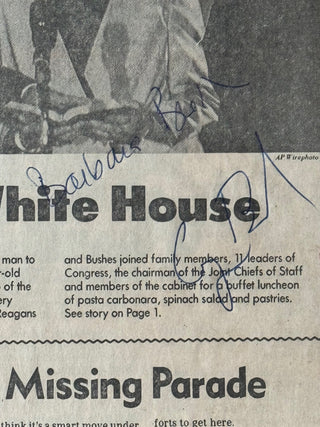 Barbara Bush
AP Wirephoto
White House
man to
-old
of the
ery
Reagans
and Bushes joined family members, 11 leaders of
Congress, the chairman of the Joint Chiefs of Staff
and members of the cabinet for a buffet luncheon
of pasta carbonara, spinach salad and pastries.
See story on Page 1.
Missing Parade
think it's a smart move under
forts to get here.